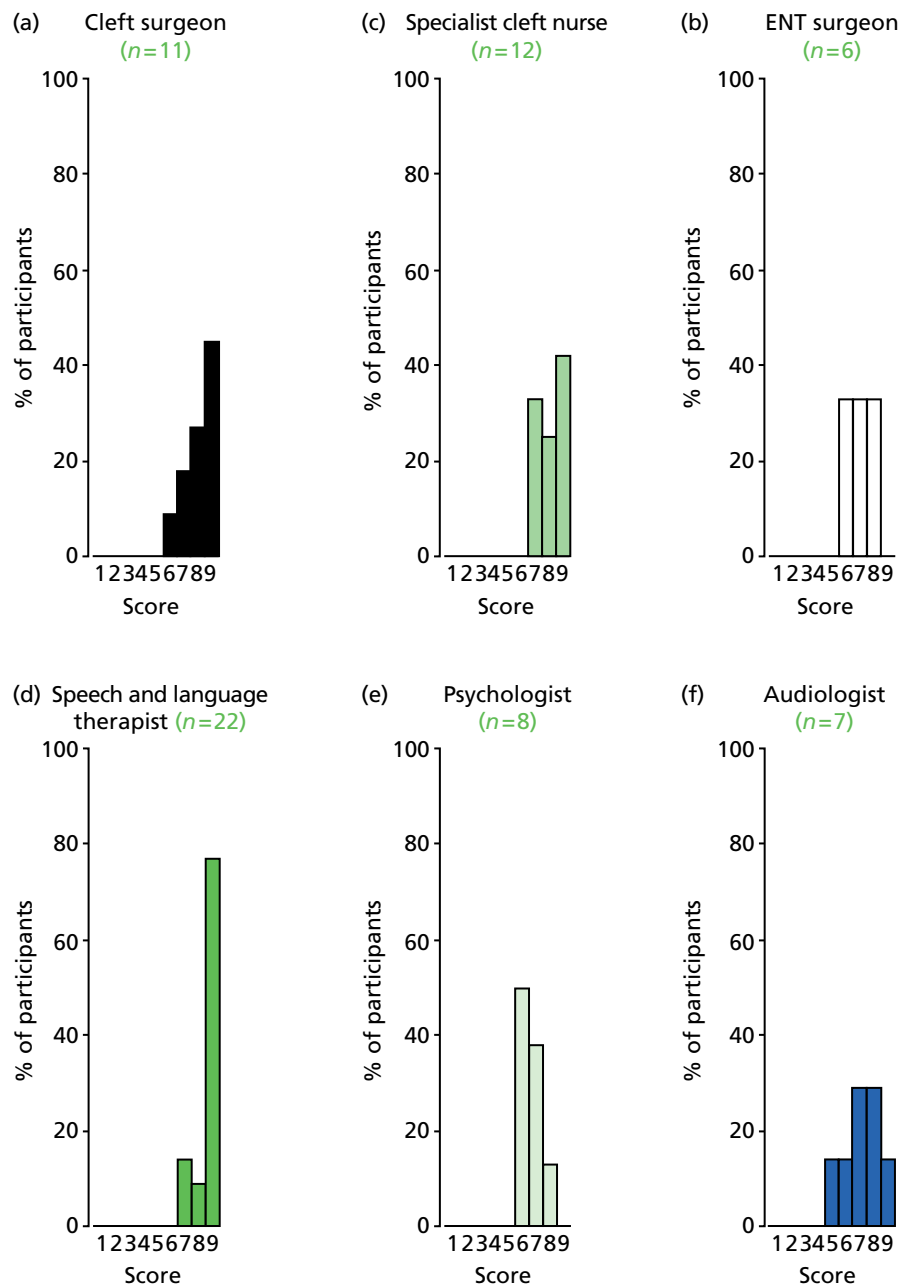 (a) Cleft surgeon
(n=11)
100
80
60
40
20
0
% of participants
123456789
Score
(c) Specialist cleft nurse
(n=12)
100
80
60
40
20
0
% of participants
123456789
Score
(b) ENT surgeon
(n=6)
100
80
60
40
20
0
% of participants
123456789
Score
(d) Speech and language
therapist (n=22)
100
80
60
40
20
0
% of participants
123456789
Score
(e) Psychologist
(n=8)
100
80
60
40
20
0
% of participants
123456789
Score
(f) Audiologist
(n=7)
100
80
60
40
20
0
% of participants
123456789
Score